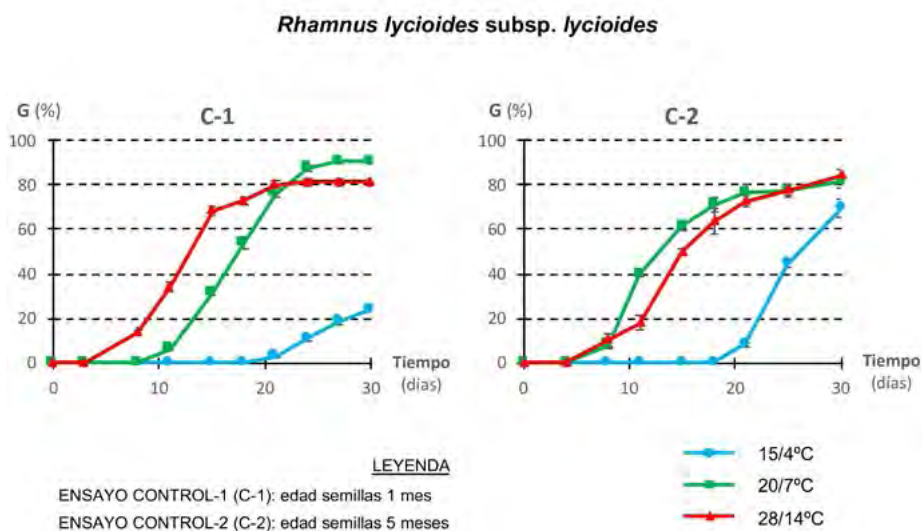 Rhamnus lycioides subsp. lycioides
G (%)
C-1
100
80
60
40
20
0
0
10
20
30
Tiempo
(días)
G (%)
C-2
100
80
60
40
20
0
0
10
20
30
Tiempo
(días)
LEYENDA
ENSAYO CONTROL-1 (C-1): edad semillas 1 mes
ENSAYO CONTROL-2 (C-2): edad semillas 5 meses
15/4ºC
20/7ºC
28/14ºC